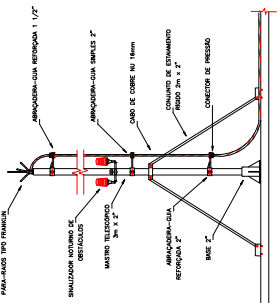 PARA-RAIOS TIPO FRANKLIN
ABRAÇADEIRA-GUIA REFORÇADA 1 1/2"
SINALIZADOR NOTURNO DE
OBSTÁCULOS
ABRAÇADEIRA-GUIA SIMPLES 2"
MASTRO TELESCÓPICO
3m X 2"
CABO DE COBRE NU 16mm
CONJUNTO DE ESTAIAMENTO
RÍGIDO 2m x 2"
ABRAÇADEIRA-GUIA
REFORÇADA 2"
CONECTOR DE PRESSÃO
BASE 2"